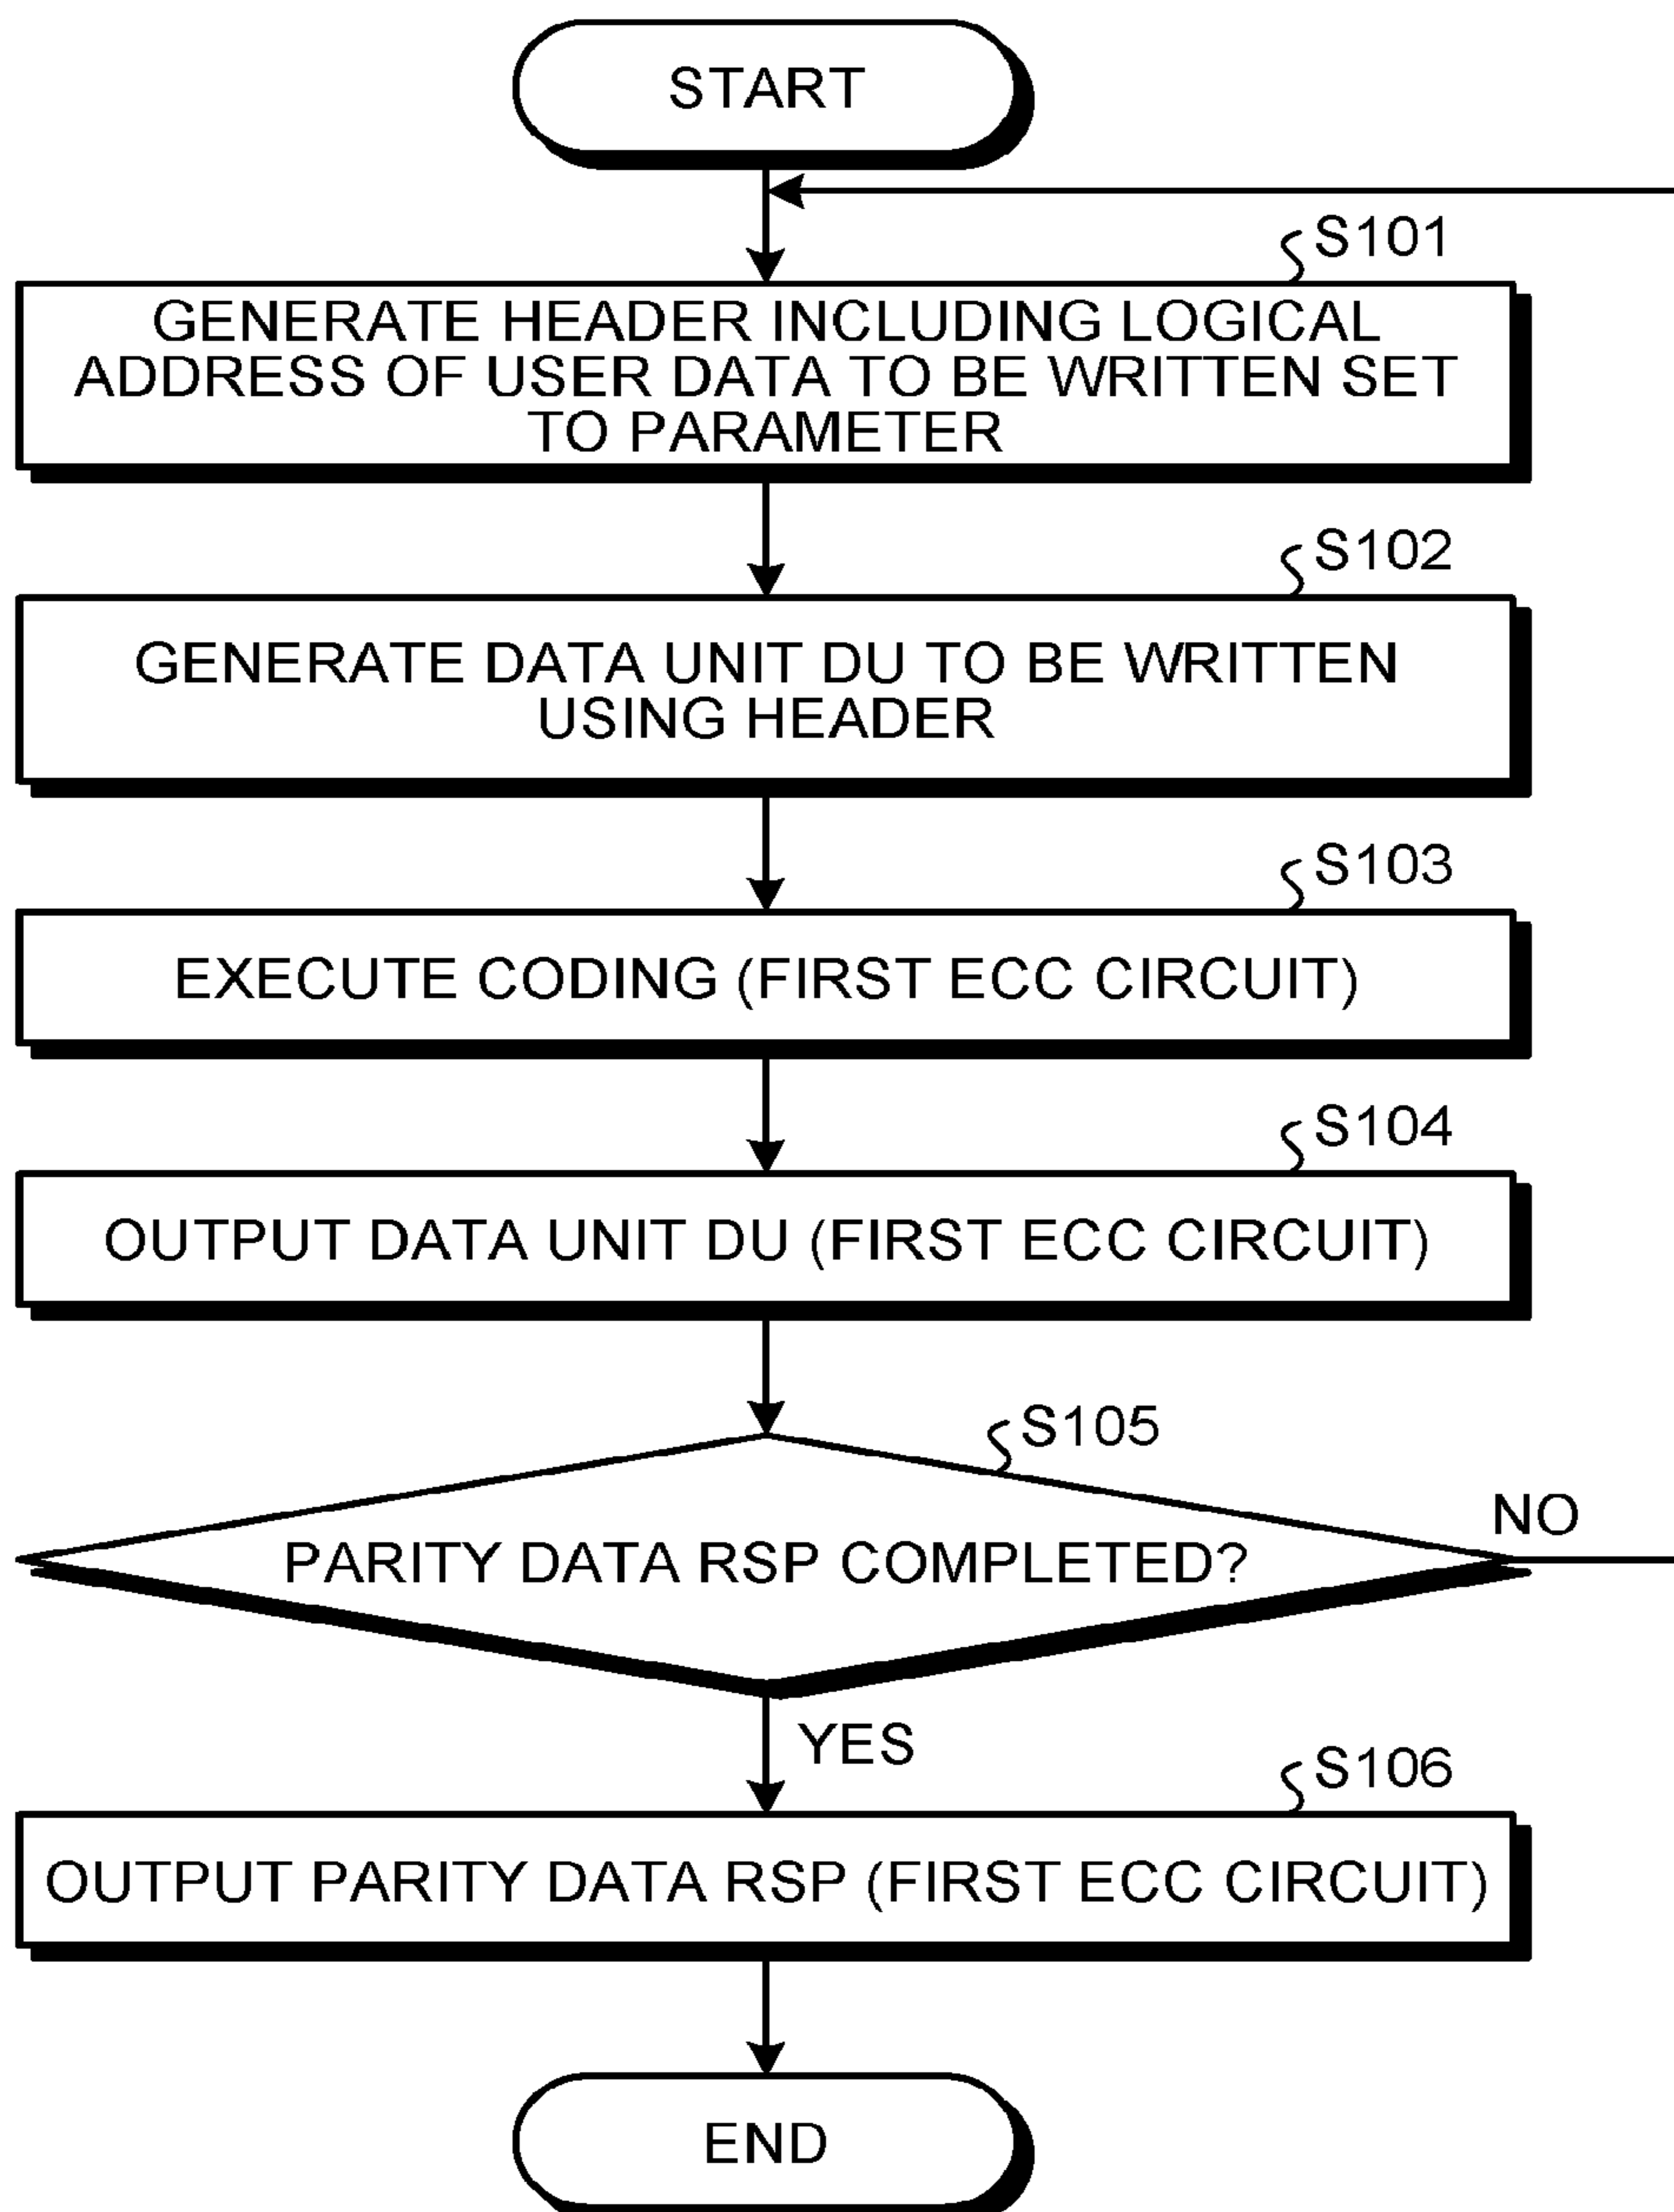 START
S101
GENERATE HEADER INCLUDING LOGICAL
ADDRESS OF USER DATA TO BE WRITTEN SET
TO PARAMETER
S102
GENERATE DATA UNIT DU TO BE WRITTEN
USING HEADER
S103
EXECUTE CODING (FIRST ECC CIRCUIT)
S104
OUTPUT DATA UNIT DU (FIRST ECC CIRCUIT)
S105
NO
PARITY DATA RSP COMPLETED?
YES
S106
OUTPUT PARITY DATA RSP (FIRST ECC CIRCUIT)
END